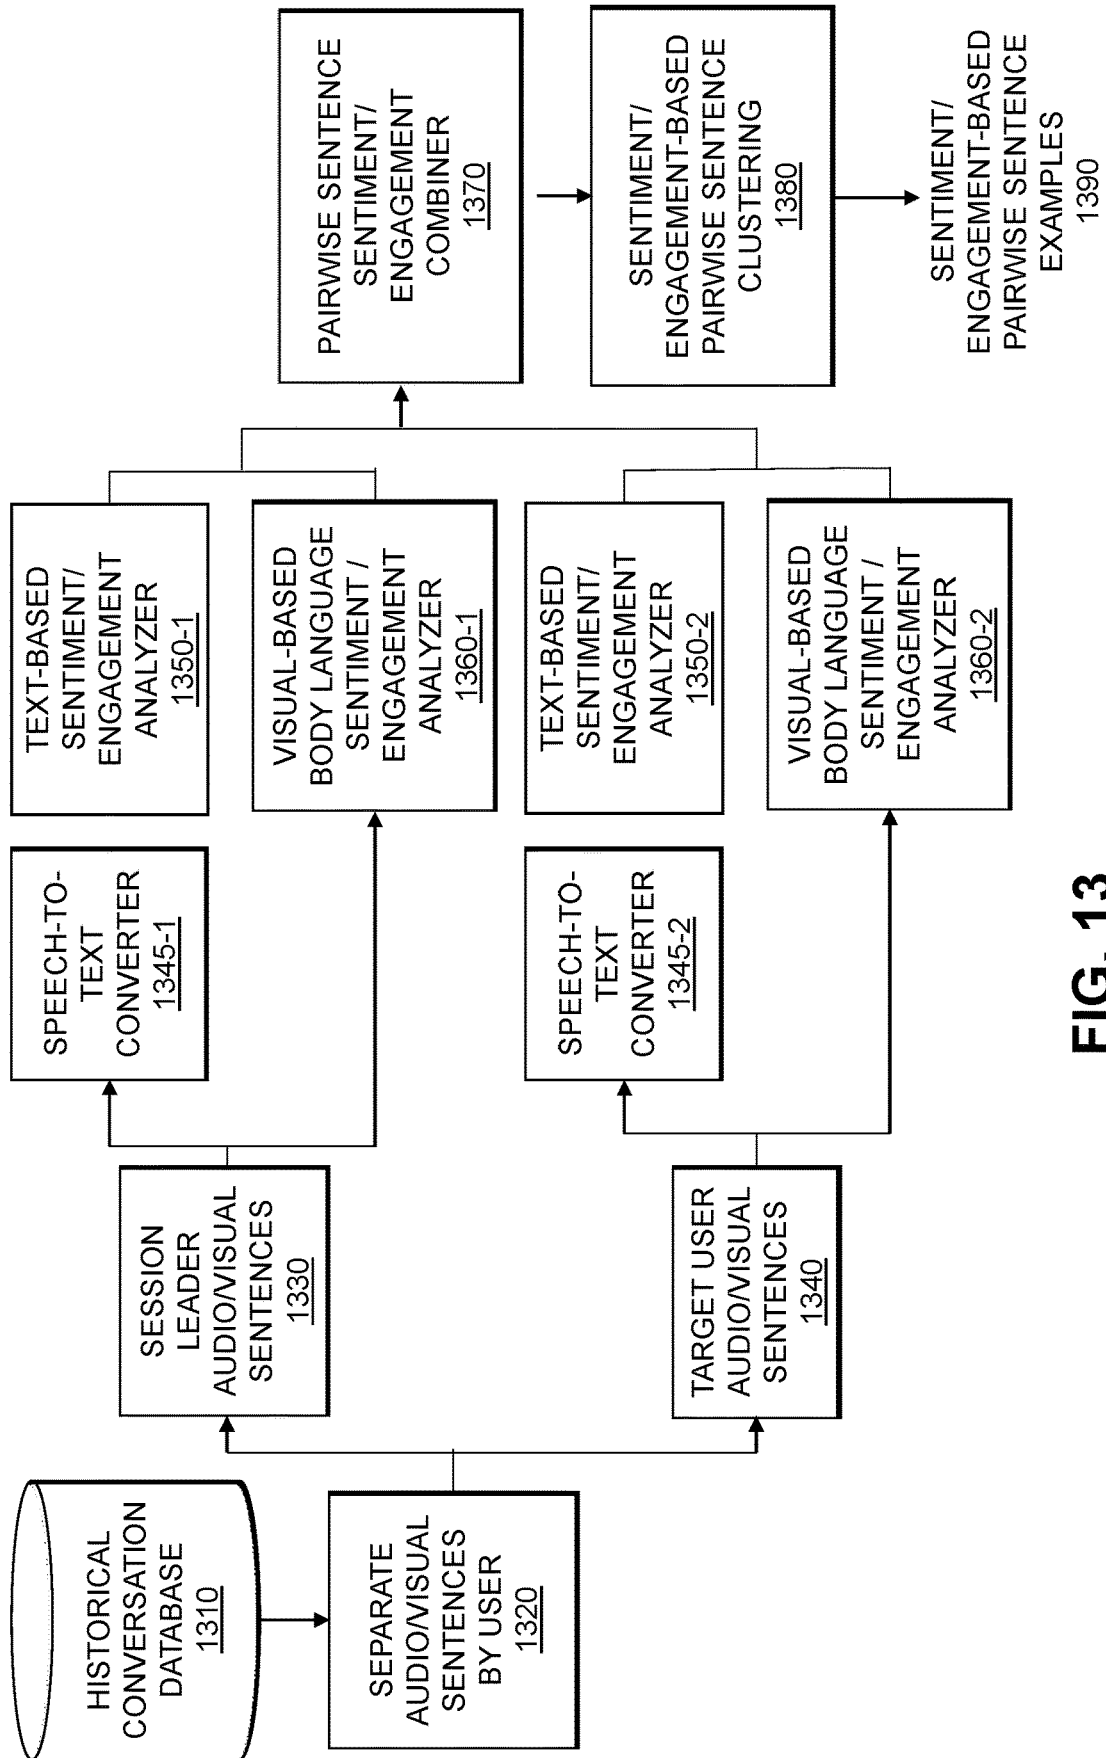 HISTORICAL
CONVERSATION
DATABASE
1310
SEPARATE
AUDIO/VISUAL
SENTENCES
BY USER
1320
SESSION
LEADER
AUDIO/VISUAL
SENTENCES
1330
TARGET USER
AUDIO/VISUAL
SENTENCES
1340
SPEECH-TO-
TEXT
CONVERTER
1345-1
SPEECH-TO-
TEXT
CONVERTER
1345-2
TEXT-BASED
SENTIMENT/
ENGAGEMENT
ANALYZER
1350-1
VISUAL-BASED
BODY LANGUAGE
SENTIMENT /
ENGAGEMENT
ANALYZER
1360-1
TEXT-BASED
SENTIMENT/
ENGAGEMENT
ANALYZER
1350-2
VISUAL-BASED
BODY LANGUAGE
SENTIMENT /
ENGAGEMENT
ANALYZER
1360-2
PAIRWISE SENTENCE
SENTIMENT/
ENGAGEMENT
COMBINER
1370
SENTIMENT/
ENGAGEMENT-BASED
PAIRWISE SENTENCE
CLUSTERING
1380
SENTIMENT/
ENGAGEMENT-BASED
PAIRWISE SENTENCE
EXAMPLES
1390
FIG. 13